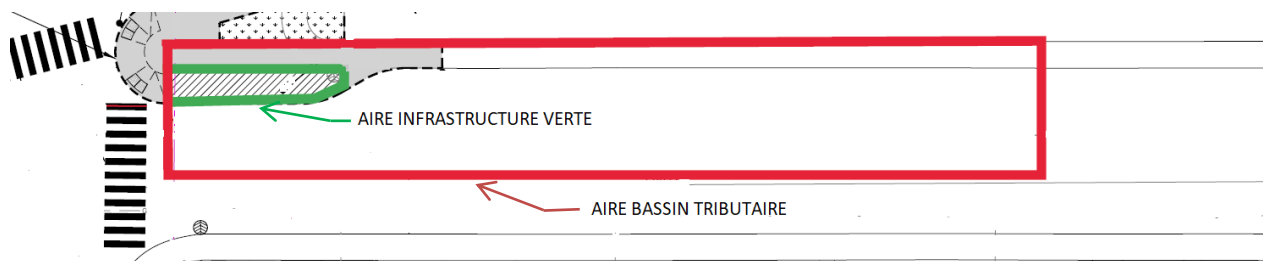 AIRE INFRASTRUCTURE VERTE
AIRE BASSIN TRIBUTAIRE